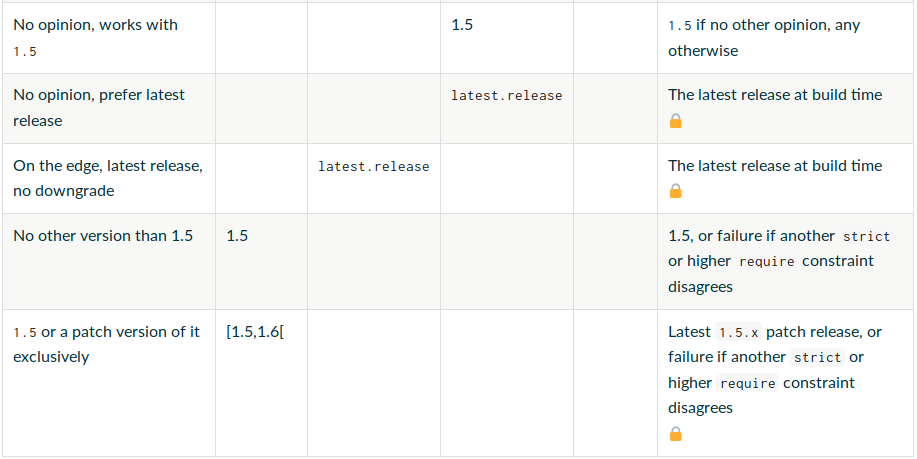 No opinion, works with
1.5
1.5
1.5 if no other opinion, any
otherwise
No opinion, prefer latest
release
latest.release
The latest release at build time
🔒
On the edge, latest release,
no downgrade
latest.release
The latest release at build time
🔒
No other version than 1.5
1.5
1.5, or failure if another strict
or higher require constraint
disagrees
1.5 or a patch version of it
exclusively
[1.5,1.6[
Latest 1.5.x patch release, or
failure if another strict or
higher require constraint
disagrees
🔒